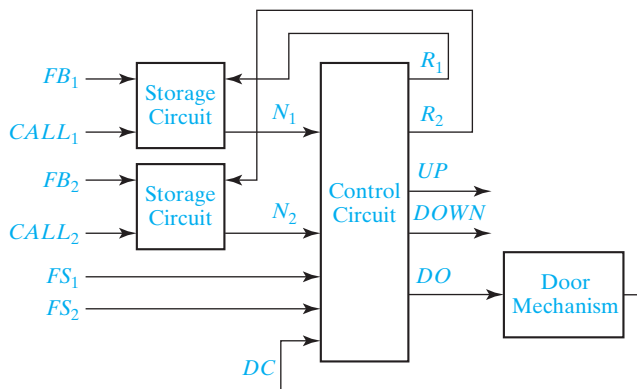 FB₁
CALL₁
Storage
Circuit
N₁
FB₂
CALL₂
Storage
Circuit
N₂
FS₁
FS₂
DC
Control
Circuit
R₁
R₂
UP
DOWN
DO
Door
Mechanism